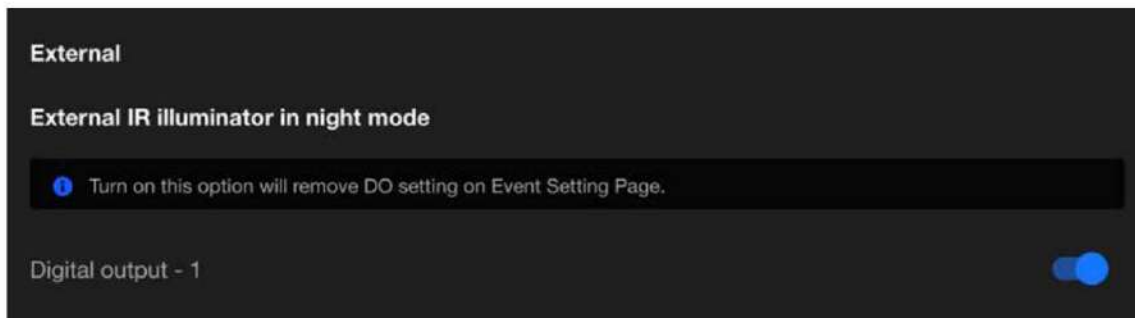 External
External IR illuminator in night mode
Turn on this option will remove DO setting on Event Setting Page.
Digital output - 1